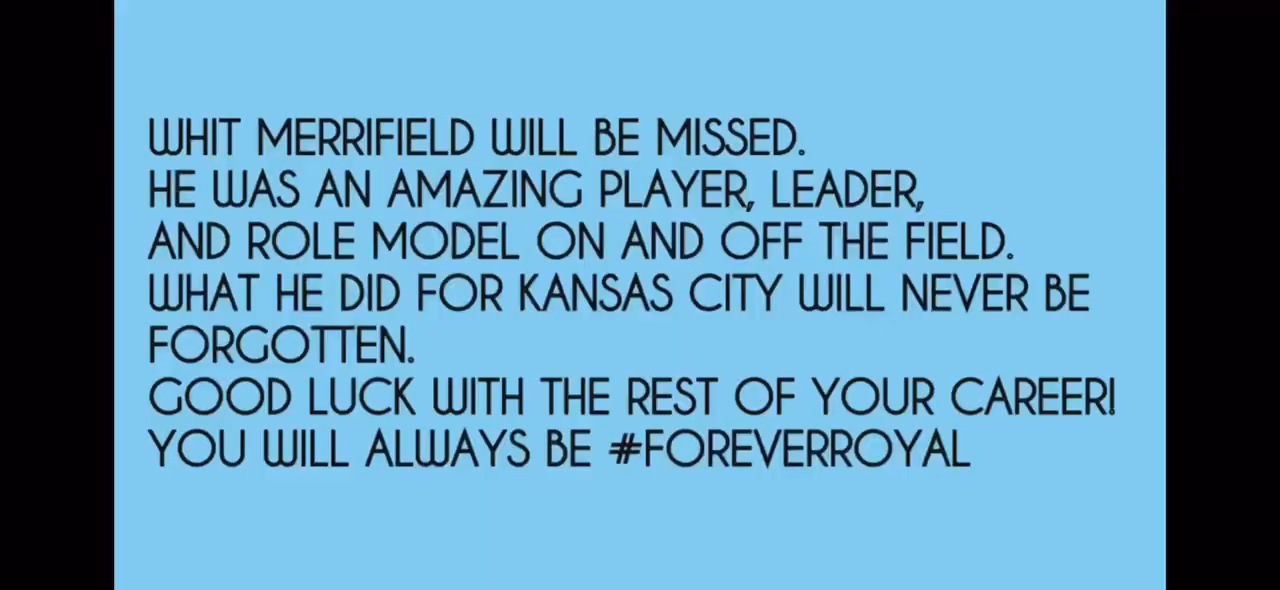 WHIT MERRIFIELD WILL BE MISSED.
HE WAS AN AMAZING PLAYER, LEADER,
AND ROLE MODEL ON AND OFF THE FIELD.
WHAT HE DID FOR KANSAS CITY WILL NEVER BE
FORGOTTEN.
GOOD LUCK WITH THE REST OF YOUR CAREER!
YOU WILL ALWAYS BE #FOREVERROYAL